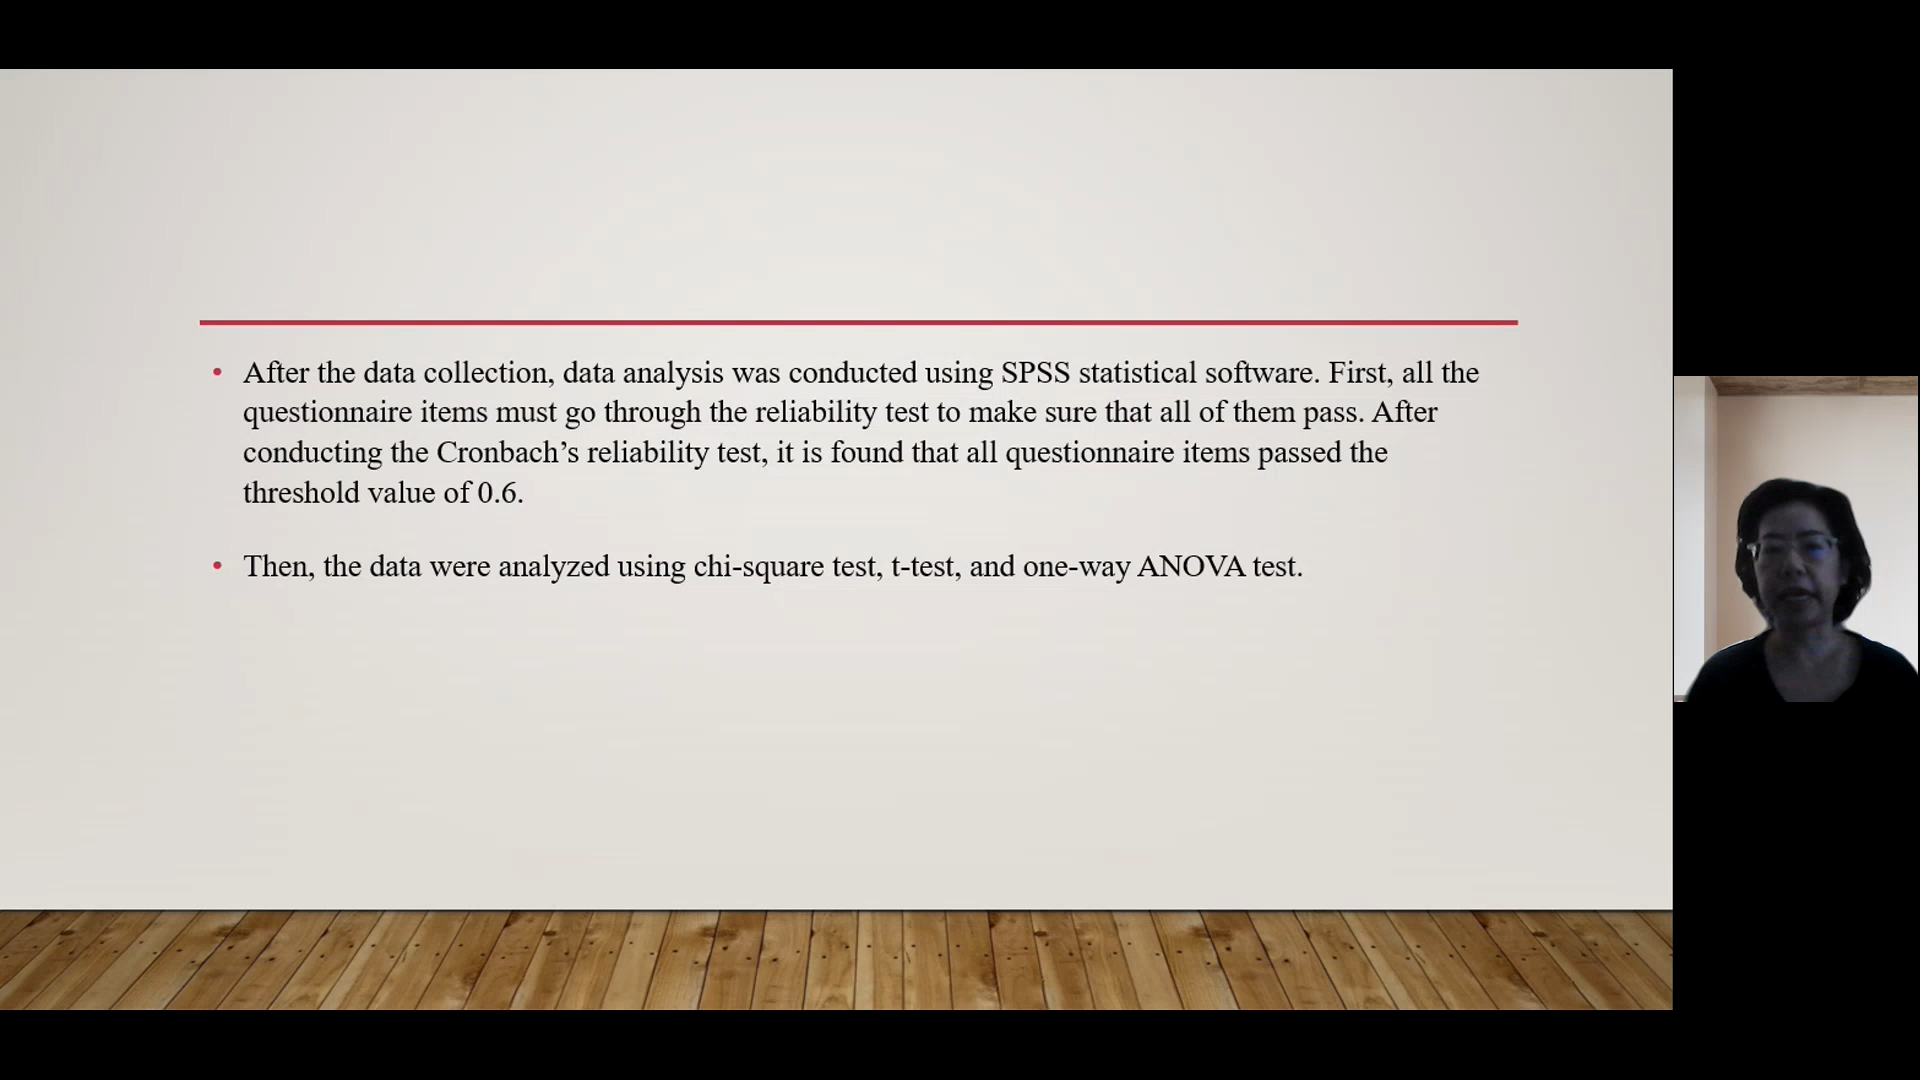 • After the data collection, data analysis was conducted using SPSS statistical software. First, all the
questionnaire items must go through the reliability test to make sure that all of them pass. After
conducting the Cronbach’s reliability test, it is found that all questionnaire items passed the
threshold value of 0.6.
• Then, the data were analyzed using chi-square test, t-test, and one-way ANOVA test.